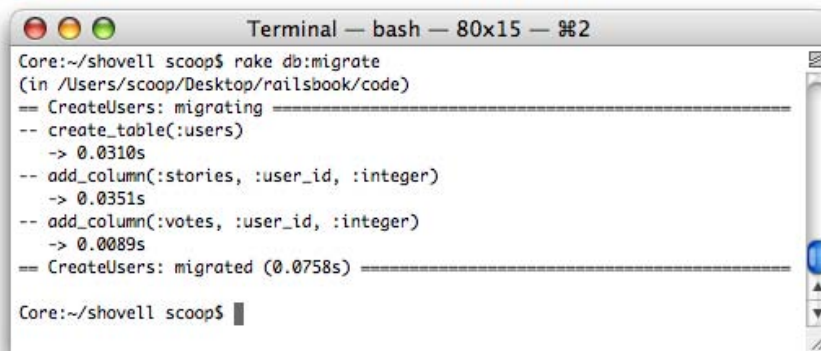 Terminal — bash — 80x15 — ⌘2
Core:~/shovell scoop$ rake db:migrate
(in /Users/scoop/Desktop/railsbook/code)
== CreateUsers: migrating =====================================================
-- create_table(:users)
   -> 0.0310s
-- add_column(:stories, :user_id, :integer)
   -> 0.0351s
-- add_column(:votes, :user_id, :integer)
   -> 0.0089s
== CreateUsers: migrated (0.0758s) ============================================
Core:~/shovell scoop$